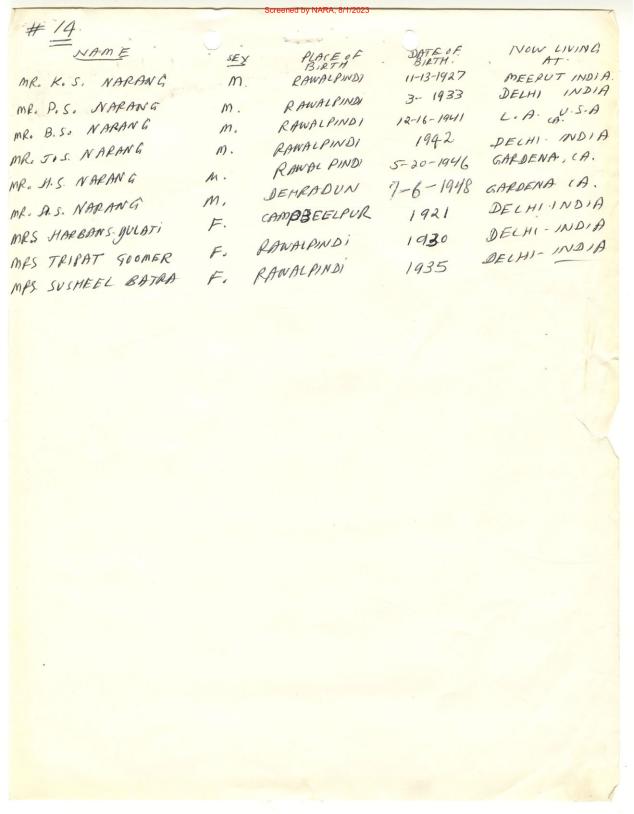 Screened by NARA, 8/1/2023
# 14
NAME SEX PLACE OF BIRTH DATE OF BIRTH. NOW LIVING AT.
MR. K.S. NARANG M. RAWALPINDI 11-13-1927 MEERUT INDIA.
MR. P.S. NARANG M. RAWALPINDI 3- 1933 DELHI INDIA
MR. B.S. NARANG M. RAWALPINDI 12-16-1941 L.A. CA. U.S.A
MR. J.S. NARANG M. RAWALPINDI 1942 DELHI. INDIA
MR. H.S. NARANG M. RAWALPINDI 5-20-1946 GARDENA, CA.
MR. A.S. NARANG M. DEHRADUN 7-6-1948 GARDENA CA.
MRS HARBANS. GULATI F. CAMPBEELPUR 1921 DELHI. INDIA
MRS TRIPAT GOOMER F. RAWALPINDI 1930 DELHI - INDIA
MRS SUSHEEL BATRA F. RAWALPINDI 1935 DELHI - INDIA